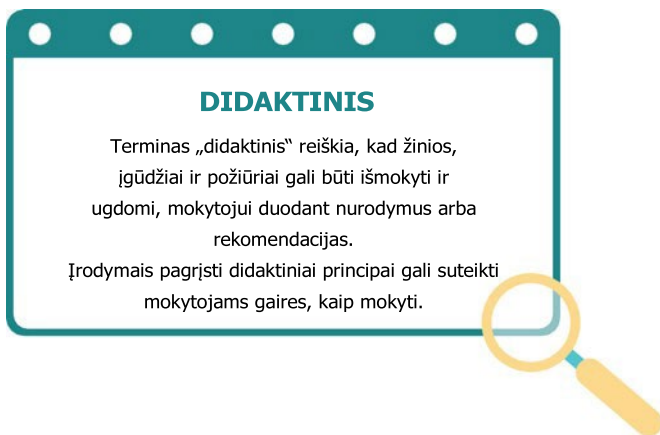 DIDAKTINIS
Terminas „didaktinis“ reiškia, kad žinios,
įgūdžiai ir požiūriai gali būti išmokyti ir
ugdomi, mokytojui duodant nurodymus arba
rekomendacijas.
Įrodymais pagrįsti didaktiniai principai gali suteikti
mokytojams gaires, kaip mokyti.